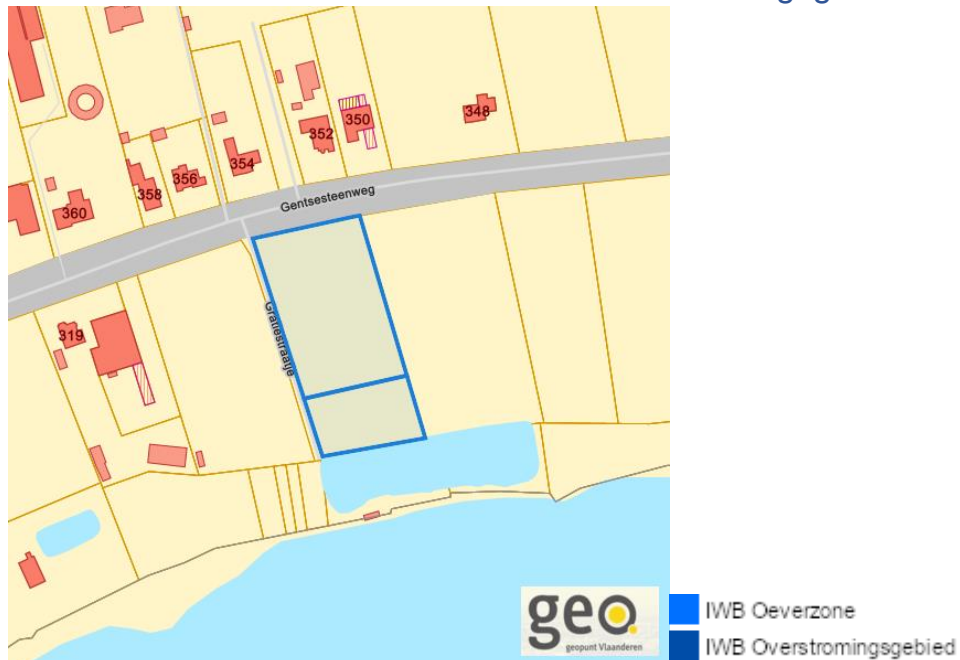 348
350
352
354
356
358
360
Gentsesteenweg
Gratiestraatje
319
geo.
geopunt Vlaanderen
IWB Oeverzone
IWB Overstromingsgebied